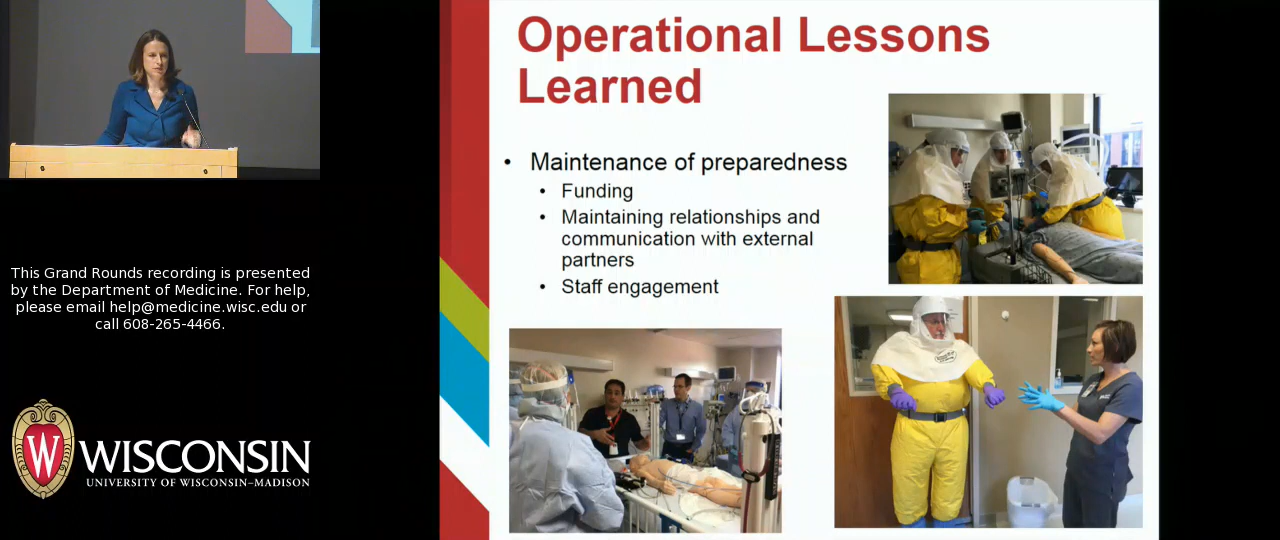 Operational Lessons
Learned
• Maintenance of preparedness
• Funding
• Maintaining relationships and
communication with external
partners
• Staff engagement
This Grand Rounds recording is presented
by the Department of Medicine. For help,
please email help@medicine.wisc.edu or
call 608-265-4466.
W
WISCONSIN
UNIVERSITY OF WISCONSIN–MADISON